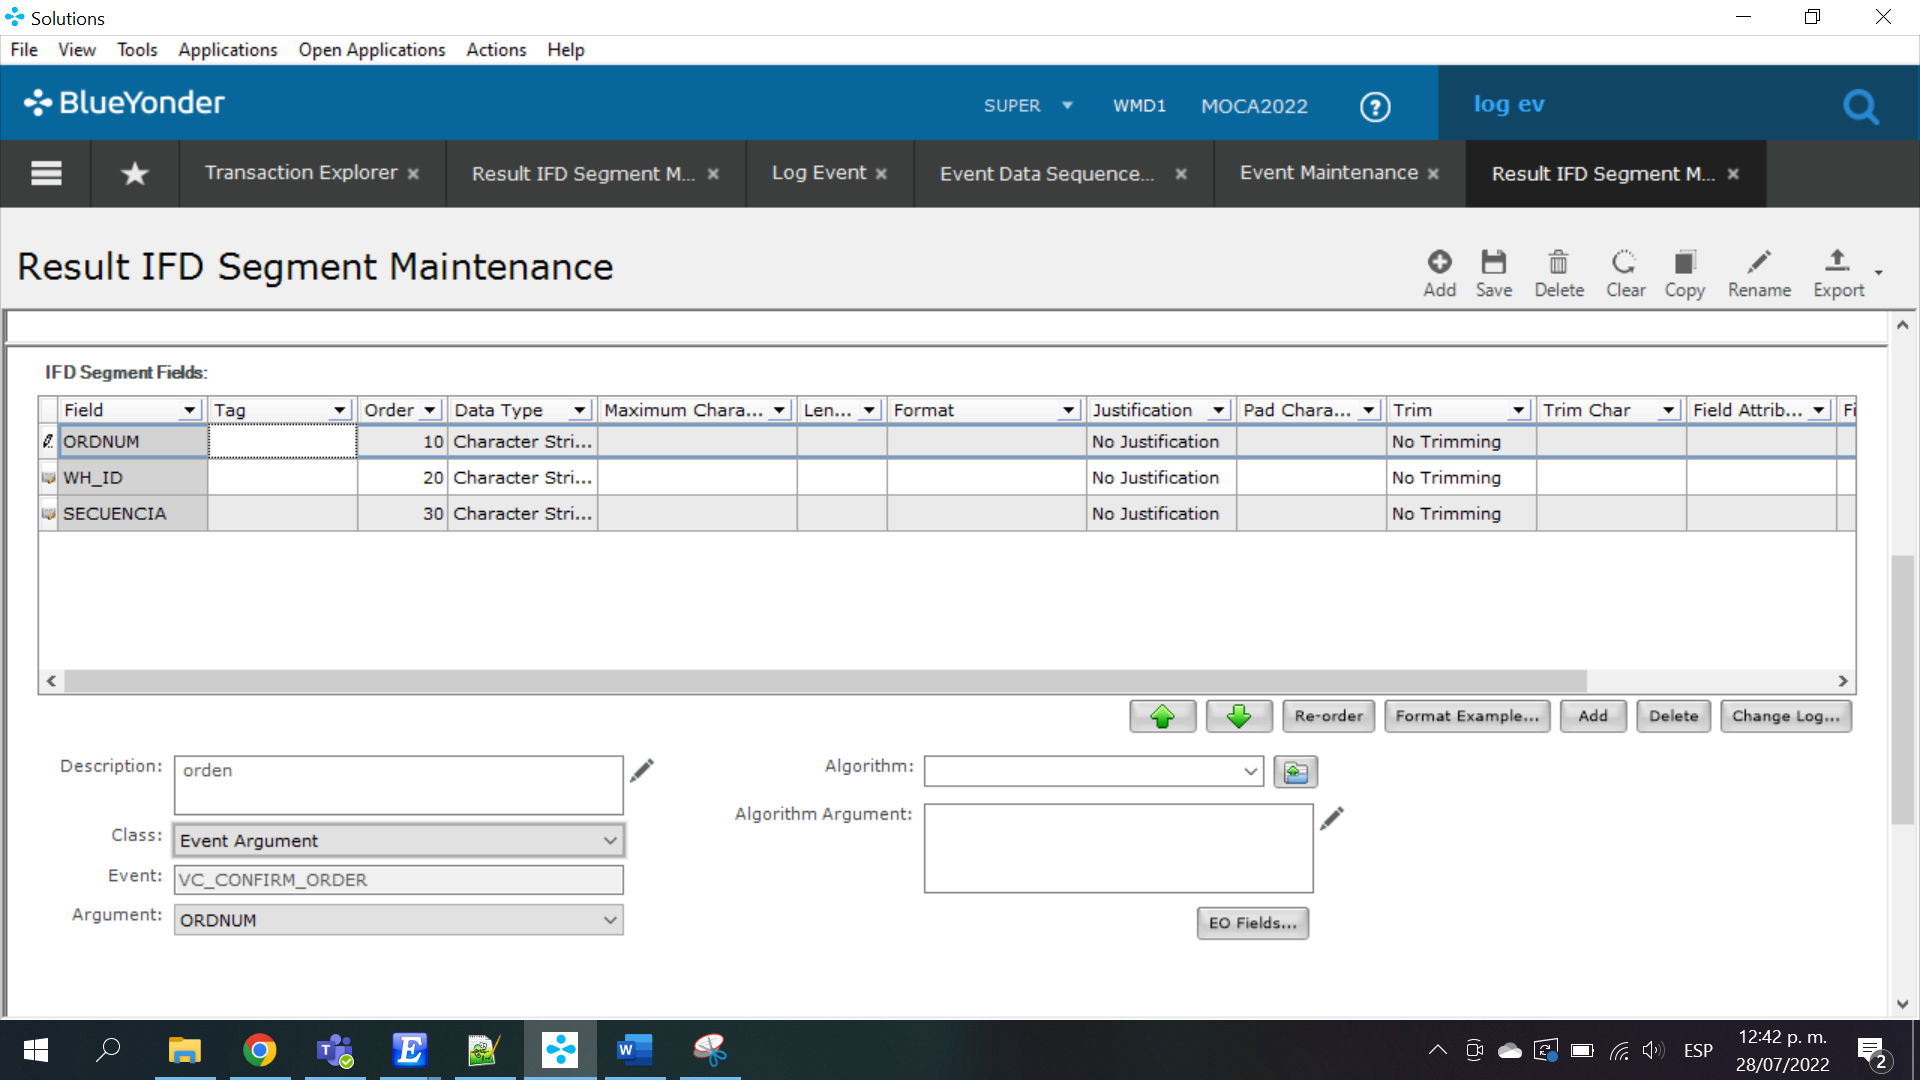 Solutions
File View Tools Applications Open Applications Actions Help
BlueYonder SUPER WMD1 MOCA2022 ? log ev
Transaction Explorer × Result IFD Segment M... × Log Event × Event Data Sequence... × Event Maintenance × Result IFD Segment M... ×
Result IFD Segment Maintenance
Add Save Delete Clear Copy Rename Export
IFD Segment Fields:
Field Tag Order Data Type Maximum Chara... Len... Format Justification Pad Chara... Trim Trim Char Field Attrib... Fi
ORDNUM 10 Character Stri... No Justification No Trimming
WH_ID 20 Character Stri... No Justification No Trimming
SECUENCIA 30 Character Stri... No Justification No Trimming
Re-order Format Example... Add Delete Change Log...
Description: orden
Class: Event Argument
Event: VC_CONFIRM_ORDER
Argument: ORDNUM
Algorithm:
Algorithm Argument:
EO Fields...
ESP 12:42 p. m.
28/07/2022
2